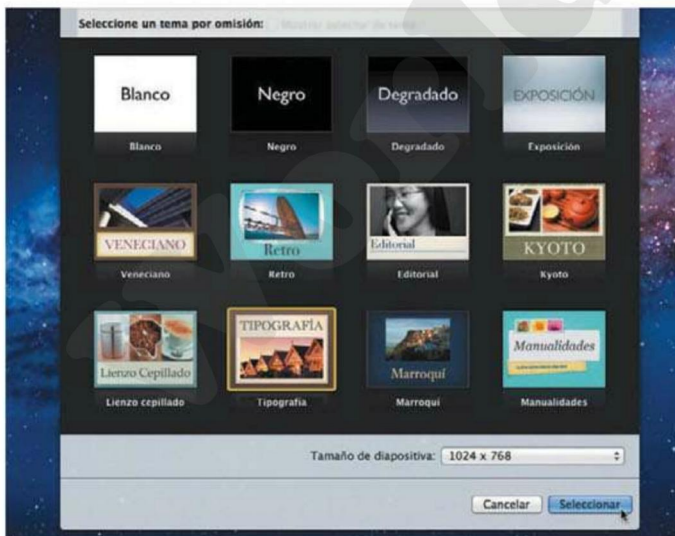 Seleccione un tema por omisión:
Blanco Negro Degradado EXPOSICIÓN
Blanco Negro Degradado Exposición
VENECIANO Retro Editorial KYOTO
Veneciano Retro Editorial Kyoto
Lienzo Cepillado TIPOGRAFÍA Marroquí Manualidades
Lienzo cepillado Tipografía Marroquí Manualidades
Tamaño de diapositiva: 1024 x 768
Cancelar Seleccionar